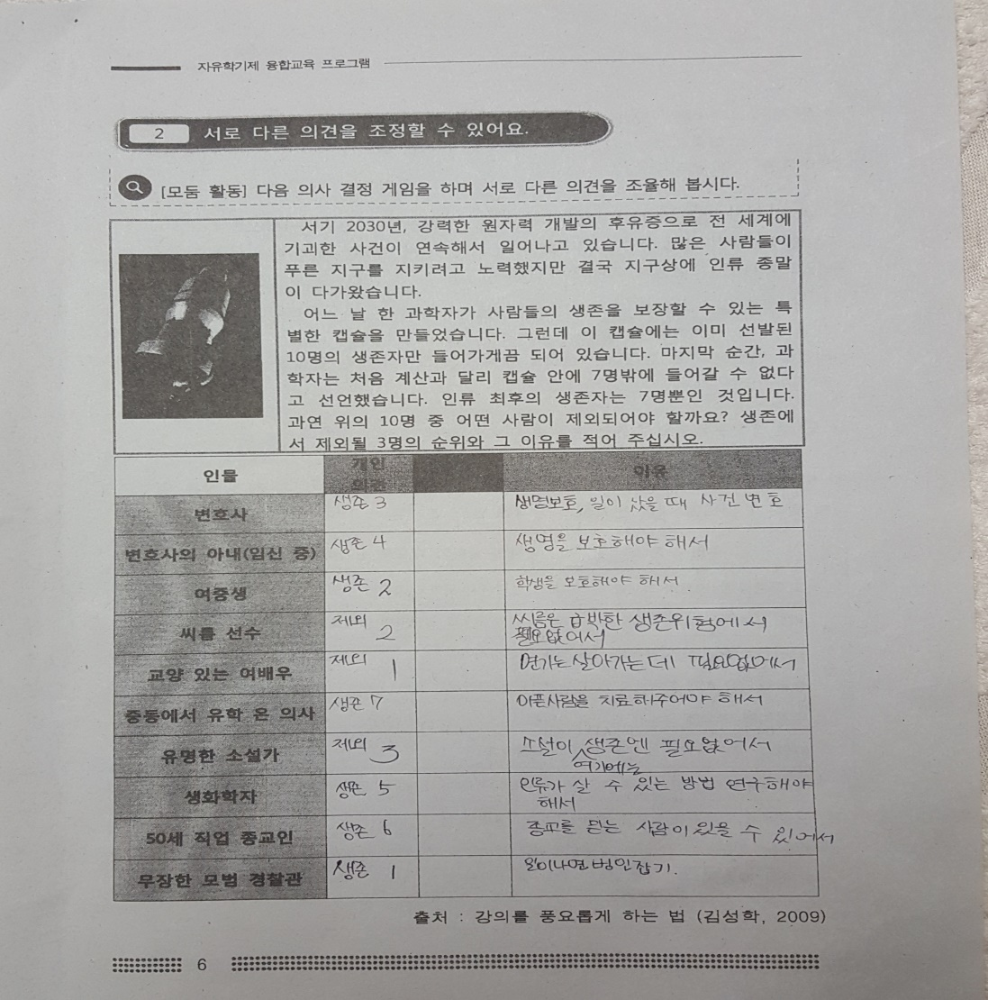 자유학기제 융합교육 프로그램
2 서로 다른 의견을 조정할 수 있어요.
[모둠 활동] 다음 의사 결정 게임을 하며 서로 다른 의견을 조율해 봅시다.
서기 2030년, 강력한 원자력 개발의 후유증으로 전 세계에
기괴한 사건이 연속해서 일어나고 있습니다. 많은 사람들이
푸른 지구를 지키려고 노력했지만 결국 지구상에 인류 종말
이 다가왔습니다.
어느 날 한 과학자가 사람들의 생존을 보장할 수 있는 특
별한 캡슐을 만들었습니다. 그런데 이 캡슐에는 이미 선발된
10명의 생존자만 들어가게끔 되어 있습니다. 마지막 순간, 과
학자는 처음 계산과 달리 캡슐 안에 7명밖에 들어갈 수 없다
고 선언했습니다. 인류 최후의 생존자는 7명뿐인 것입니다.
과연 위의 10명 중 어떤 사람이 제외되어야 할까요? 생존에
서 제외될 3명의 순위와 그 이유를 적어 주십시오.
인물 개인 의견 이유
변호사 생존 3 생명보호, 일이 났을 때 사건 변호
변호사의 아내(임신 중) 생존 4 생명을 보호해야 해서
여중생 생존 2 학생을 보호해야 해서
씨름 선수 제외 2 씨름은 급박한 생존위험에서
필요없어서
교양 있는 여배우 제외 1 연기는 살아가는데 필요없어서
중동에서 유학 온 의사 생존 7 아픈사람을 치료해주어야 해서
유명한 소설가 제외 3 소설이 생존엔 필요없어서
여기에는
생화학자 생존 5 인류가 살 수 있는 방법 연구해야
해서
50세 직업 종교인 생존 6 종교를 믿는 사람이 있을 수 있어서
무장한 모범 경찰관 생존 1 일이나면 범인잡기.
출처 : 강의를 풍요롭게 하는 법 (김성학, 2009)
6